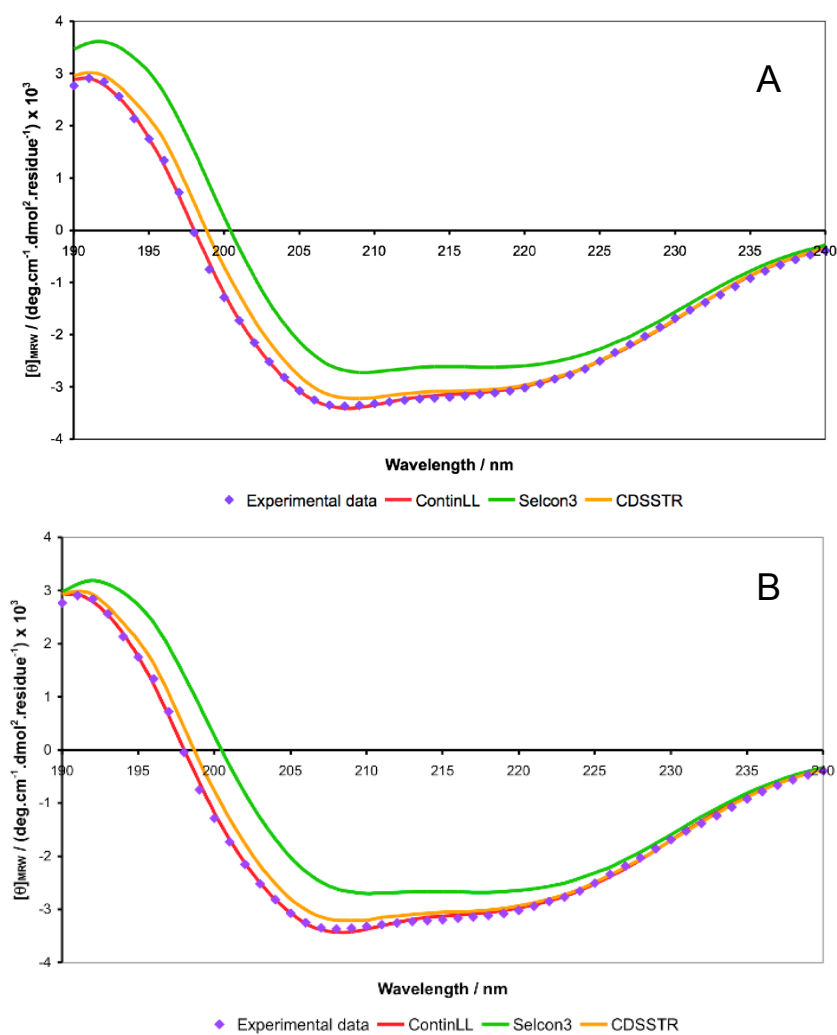 4
A
3
2
1
0
190 195 200 205 210 215 220 225 230 235 240
-1
-2
-3
-4
[θ]MRW / (deg.cm⁻¹.dmol².residue⁻¹) x 10³
Wavelength / nm
Experimental data ContinLL Selcon3 CDSSTR
4
B
3
2
1
0
190 195 200 205 210 215 220 225 230 235 240
-1
-2
-3
-4
[θ]MRW / (deg.cm⁻¹.dmol².residue⁻¹) x 10³
Wavelength / nm
Experimental data ContinLL Selcon3 CDSSTR